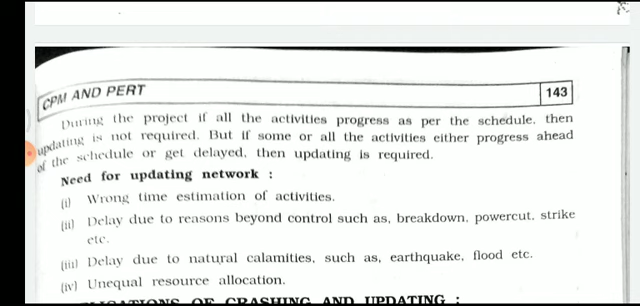 CPM AND PERT
143
During the project if all the activities progress as per the schedule, then
updating is not required. But if some or all the activities either progress ahead
of the schedule or get delayed, then updating is required.
Need for updating network :
(i) Wrong time estimation of activities.
(ii) Delay due to reasons beyond control such as, breakdown, powercut, strike
etc.
(iii) Delay due to natural calamities, such as, earthquake, flood etc.
(iv) Unequal resource allocation.
OF CRASHING AND UPDATING :